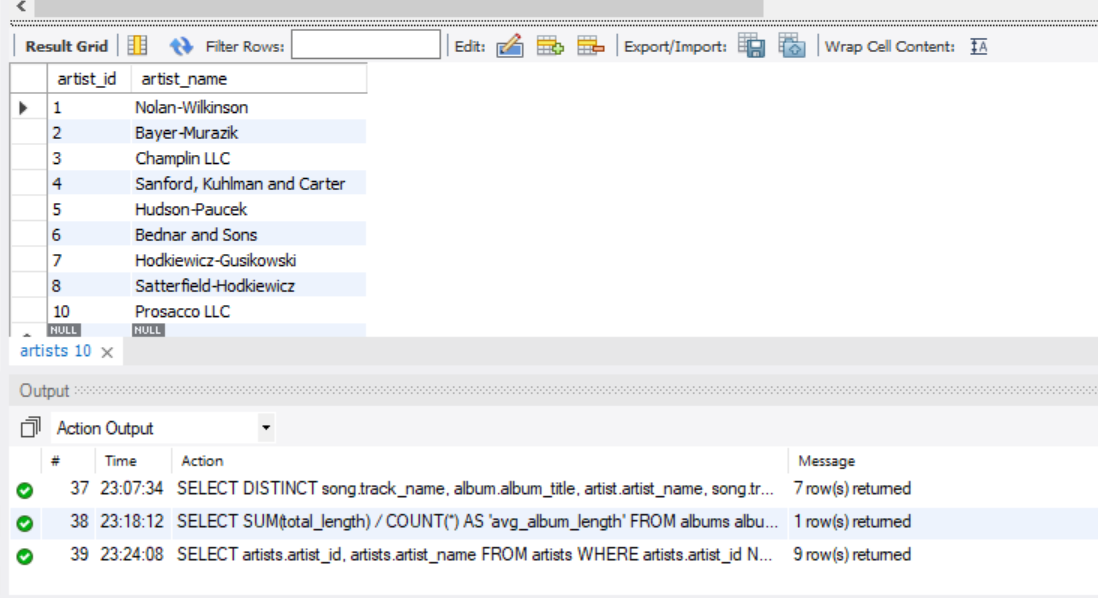 Result Grid Filter Rows: Edit: Export/Import: Wrap Cell Content:
artist_id artist_name
1 Nolan-Wilkinson
2 Bayer-Murazik
3 Champlin LLC
4 Sanford, Kuhlman and Carter
5 Hudson-Paucek
6 Bednar and Sons
7 Hodkiewicz-Gusikowski
8 Satterfield-Hodkiewicz
10 Prosacco LLC
NULL NULL
artists 10
Output
Action Output
# Time Action Message
37 23:07:34 SELECT DISTINCT song.track_name, album.album_title, artist.artist_name, song.tr... 7 row(s) returned
38 23:18:12 SELECT SUM(total_length) / COUNT(*) AS 'avg_album_length' FROM albums albu... 1 row(s) returned
39 23:24:08 SELECT artists.artist_id, artists.artist_name FROM artists WHERE artists.artist_id N... 9 row(s) returned